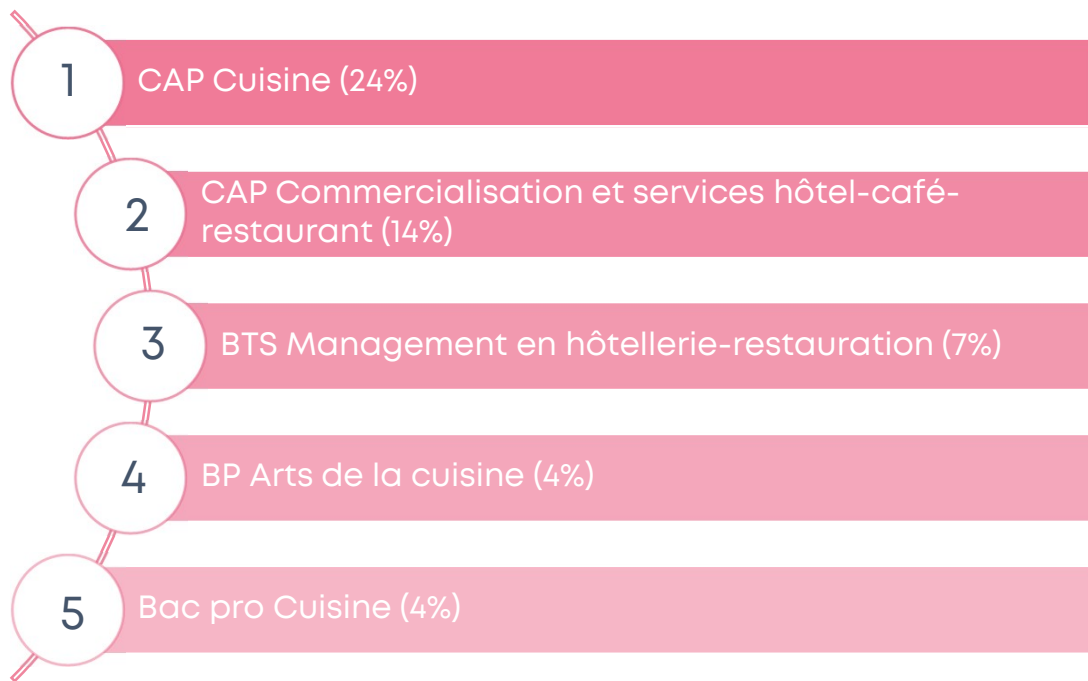 1
CAP Cuisine (24%)
2
CAP Commercialisation et services hôtel-café-
restaurant (14%)
3
BTS Management en hôtellerie-restauration (7%)
4
BP Arts de la cuisine (4%)
5
Bac pro Cuisine (4%)